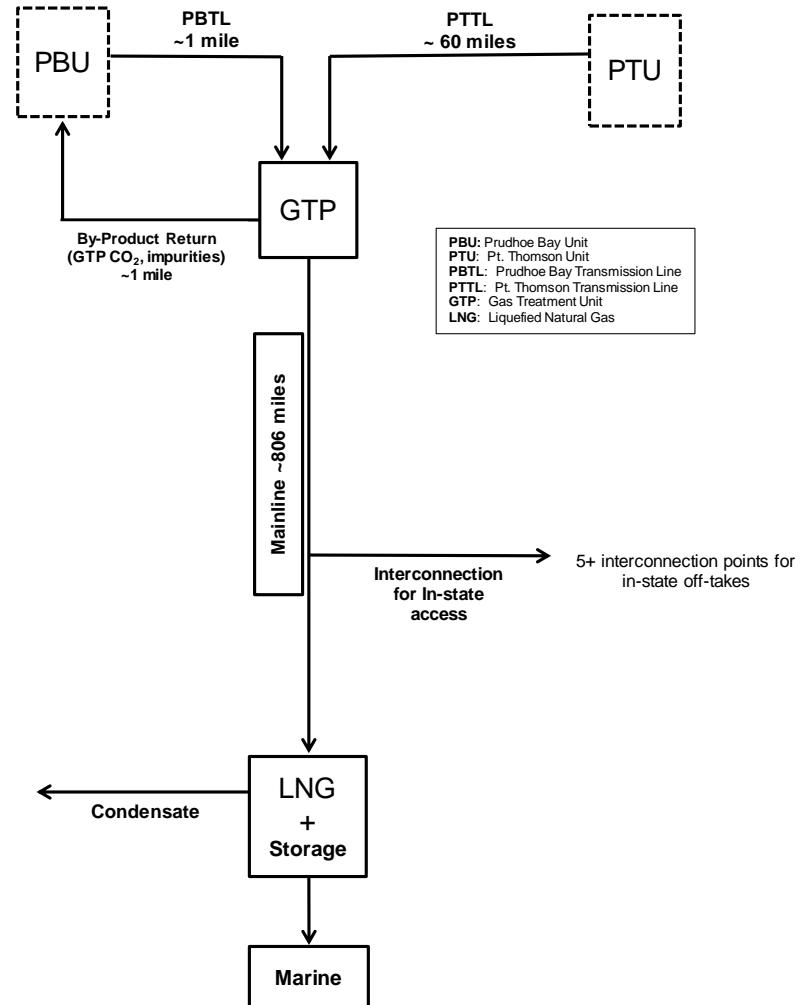 PBTL
~1 mile
PTTL
~ 60 miles
PBU
PTU
GTP
By-Product Return
(GTP CO₂, impurities)
~1 mile
PBU: Prudhoe Bay Unit
PTU: Pt. Thomson Unit
PBTL: Prudhoe Bay Transmission Line
PTTL: Pt. Thomson Transmission Line
GTP: Gas Treatment Unit
LNG: Liquefied Natural Gas
Mainline ~806 miles
Interconnection
for In-state
access
5+ interconnection points for
in-state off-takes
LNG
+
Storage
Condensate
Marine